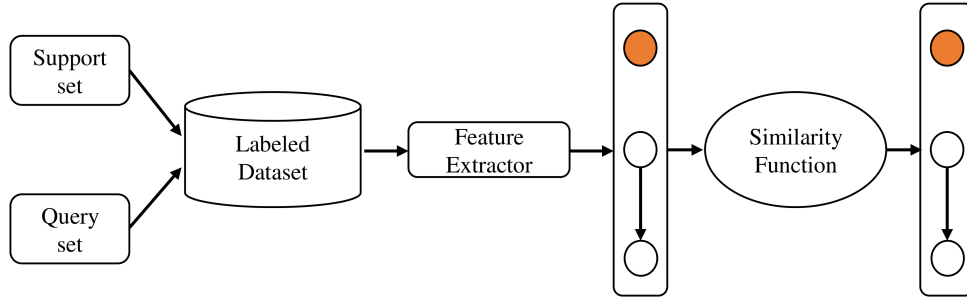 Support
set
Query
set
Labeled
Dataset
Feature
Extractor
Similarity
Function